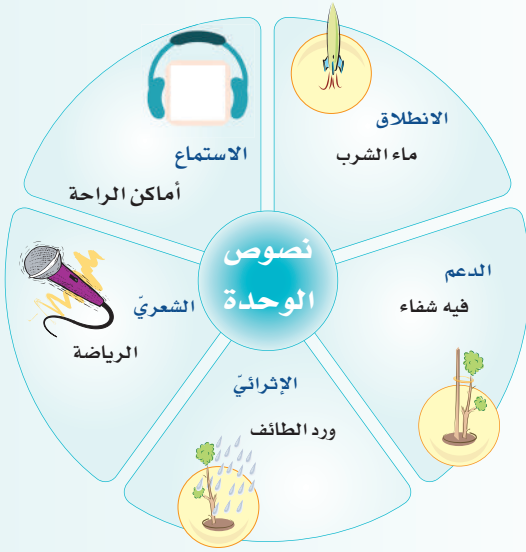 نصوص
الوحدة
الانطلاق
ماء الشرب
الدعم
فيه شفاء
الإثرائيّ
ورد الطائف
الشعريّ
الرياضة
الاستماع
أماكن الراحة